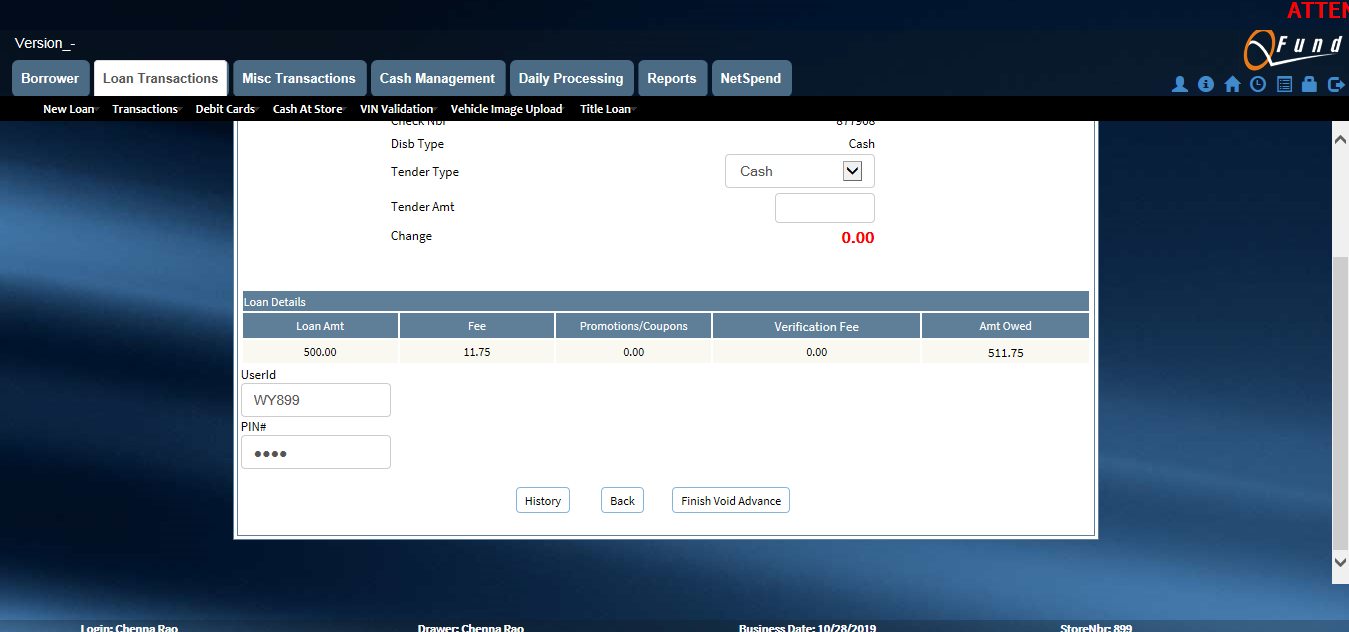 ATTEN
Version_-
QFund
Borrower Loan Transactions Misc Transactions Cash Management Daily Processing Reports NetSpend
New Loan Transactions Debit Cards Cash At Store VIN Validation Vehicle Image Upload Title Loan
Check Nbr 877908
Disb Type Cash
Tender Type Cash
Tender Amt
Change 0.00
Loan Details
Loan Amt Fee Promotions/Coupons Verification Fee Amt Owed
500.00 11.75 0.00 0.00 511.75
UserId
WY899
PIN#
●●●●
History Back Finish Void Advance
Login: Chenna Rao Drawer: Chenna Rao Business Date: 10/28/2019 StoreNbr: 899